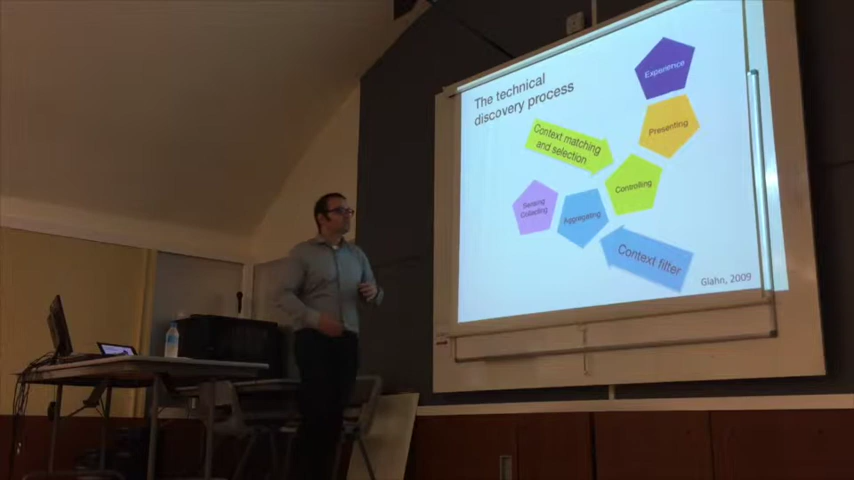 The technical
discovery process
Experience
Presenting
Context matching
and selection
Controlling
Sensing
Collecting
Aggregating
Context filter
Glahn, 2009